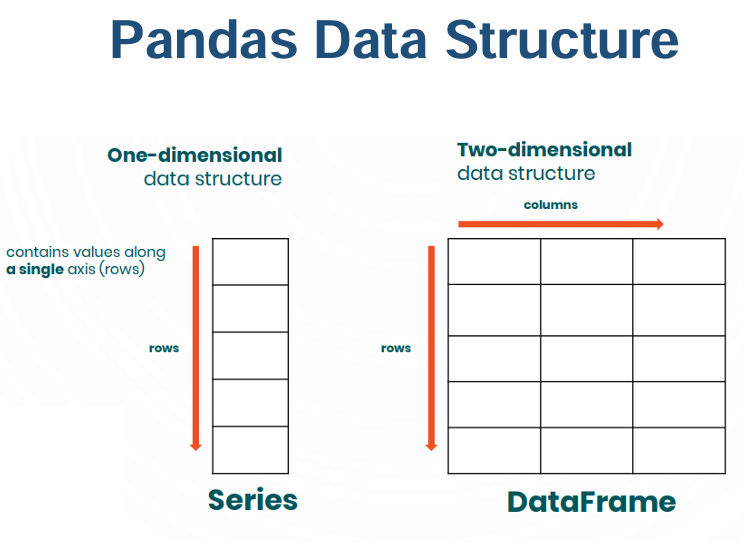 Pandas Data Structure
One-dimensional
data structure
contains values along
a single axis (rows)
rows
Series
Two-dimensional
data structure
columns
rows
DataFrame